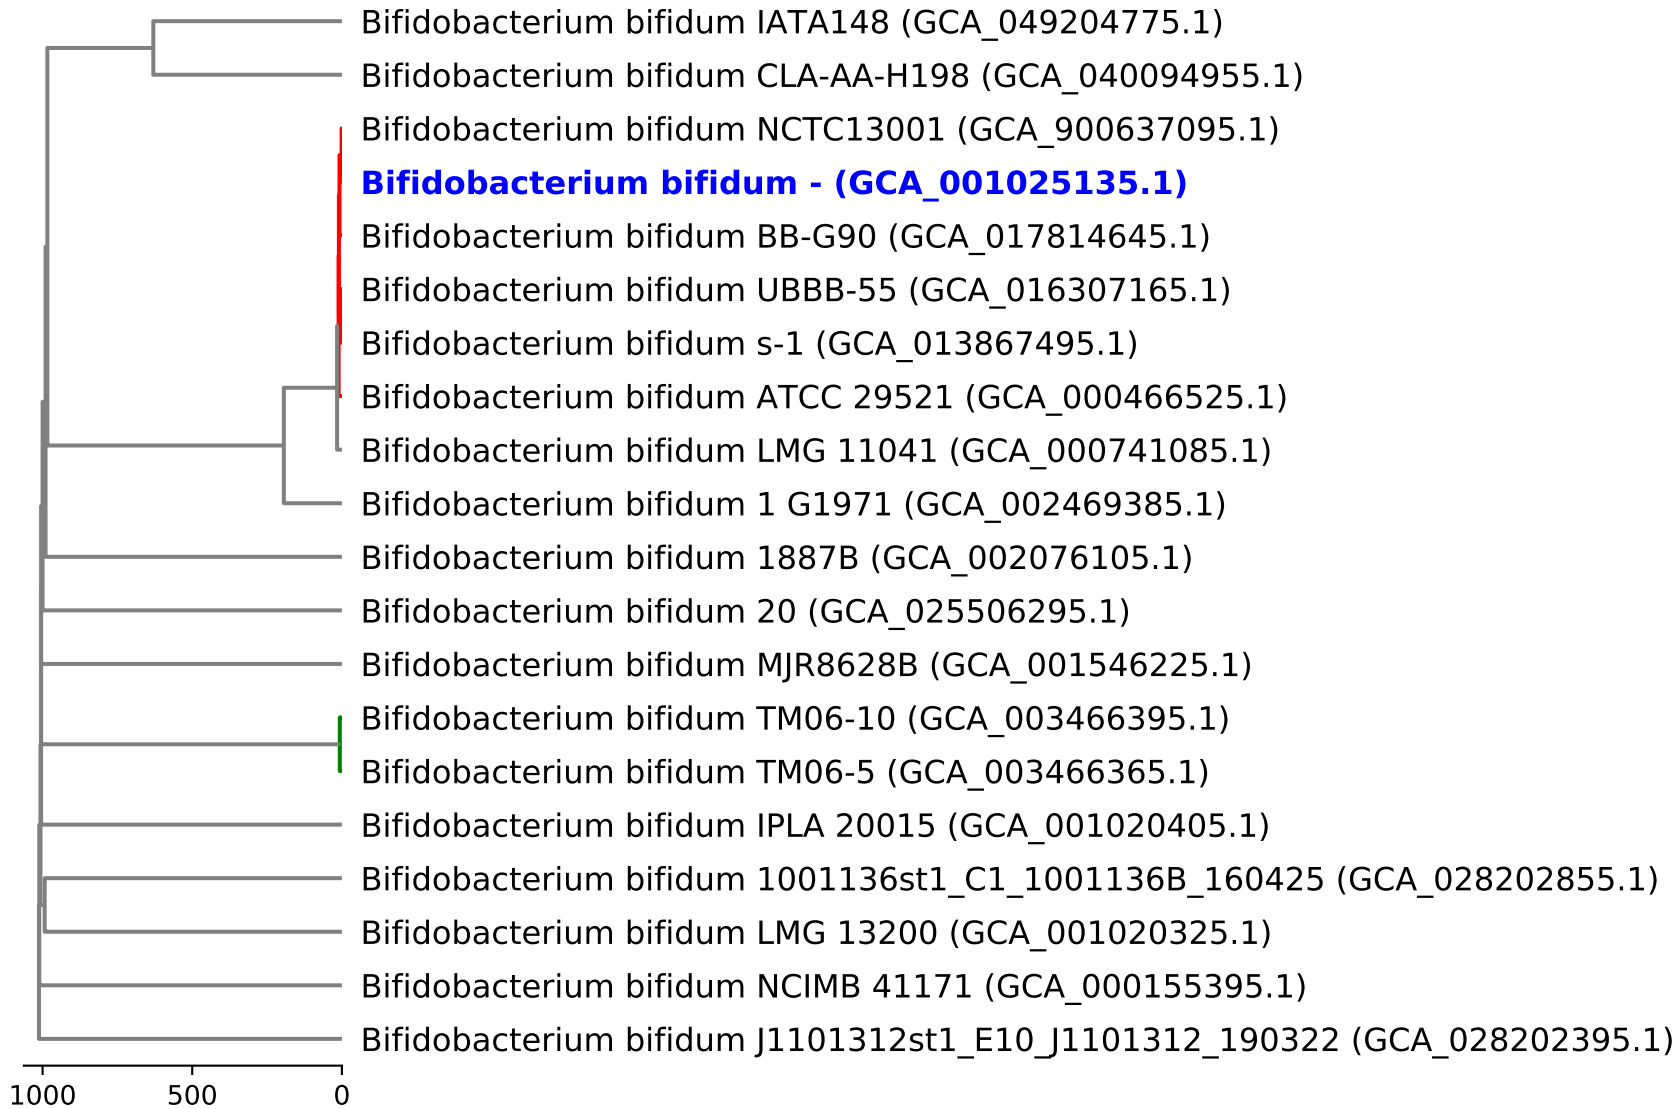 Bifidobacterium bifidum IATA148 (GCA_049204775.1)
Bifidobacterium bifidum CLA-AA-H198 (GCA_040094955.1)
Bifidobacterium bifidum NCTC13001 (GCA_900637095.1)
Bifidobacterium bifidum - (GCA_001025135.1)
Bifidobacterium bifidum BB-G90 (GCA_017814645.1)
Bifidobacterium bifidum UBBB-55 (GCA_016307165.1)
Bifidobacterium bifidum s-1 (GCA_013867495.1)
Bifidobacterium bifidum ATCC 29521 (GCA_000466525.1)
Bifidobacterium bifidum LMG 11041 (GCA_000741085.1)
Bifidobacterium bifidum 1 G1971 (GCA_002469385.1)
Bifidobacterium bifidum 1887B (GCA_002076105.1)
Bifidobacterium bifidum 20 (GCA_025506295.1)
Bifidobacterium bifidum MJR8628B (GCA_001546225.1)
Bifidobacterium bifidum TM06-10 (GCA_003466395.1)
Bifidobacterium bifidum TM06-5 (GCA_003466365.1)
Bifidobacterium bifidum IPLA 20015 (GCA_001020405.1)
Bifidobacterium bifidum 1001136st1_C1_1001136B_160425 (GCA_028202855.1)
Bifidobacterium bifidum LMG 13200 (GCA_001020325.1)
Bifidobacterium bifidum NCIMB 41171 (GCA_000155395.1)
Bifidobacterium bifidum J1101312st1_E10_J1101312_190322 (GCA_028202395.1)
1000 500 0